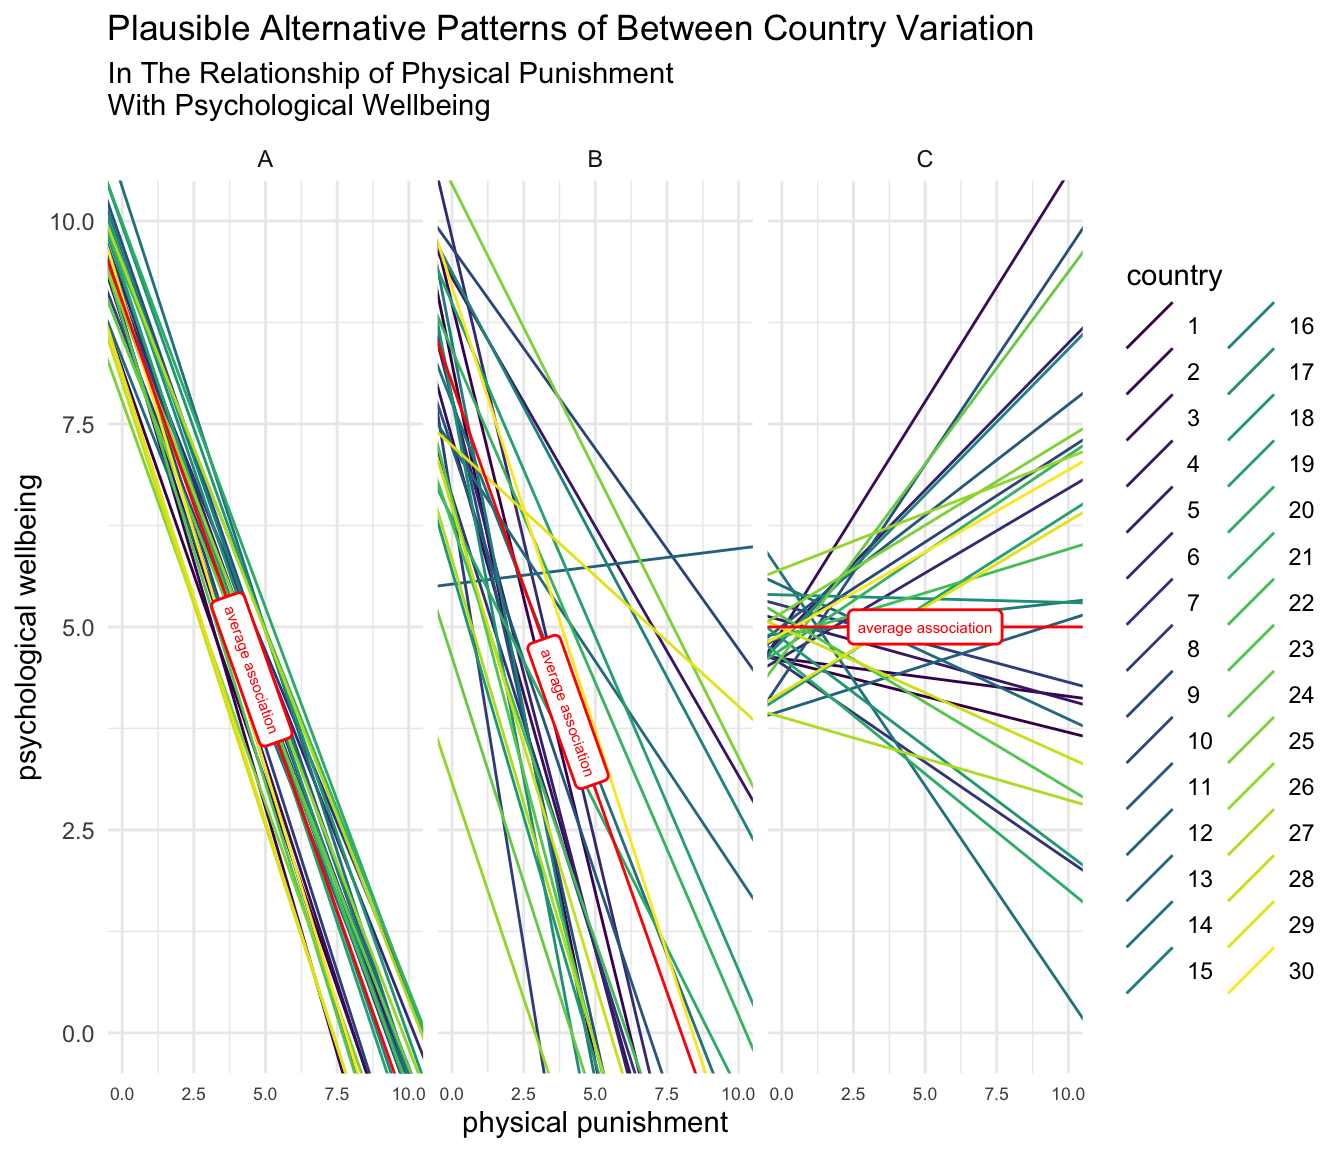 Plausible Alternative Patterns of Between Country Variation
In The Relationship of Physical Punishment
With Psychological Wellbeing
A
B
C
psychological wellbeing
10.0
7.5
5.0
2.5
0.0
average association
average association
average association
0.0 2.5 5.0 7.5 10.0
0.0 2.5 5.0 7.5 10.0
0.0 2.5 5.0 7.5 10.0
physical punishment
country
1
2
3
4
5
6
7
8
9
10
11
12
13
14
15
16
17
18
19
20
21
22
23
24
25
26
27
28
29
30